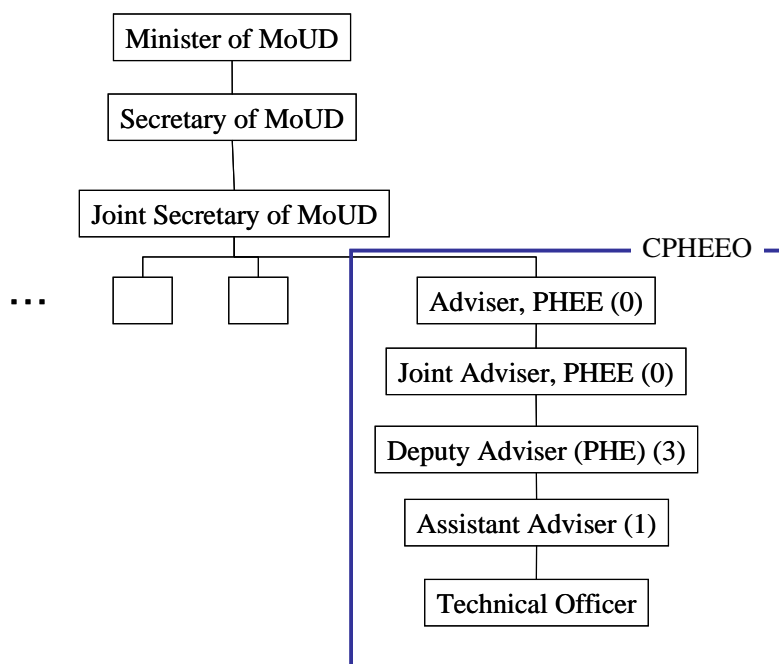 Minister of MoUD
Secretary of MoUD
Joint Secretary of MoUD
CPHEEO
...
Adviser, PHEE (0)
Joint Adviser, PHEE (0)
Deputy Adviser (PHE) (3)
Assistant Adviser (1)
Technical Officer